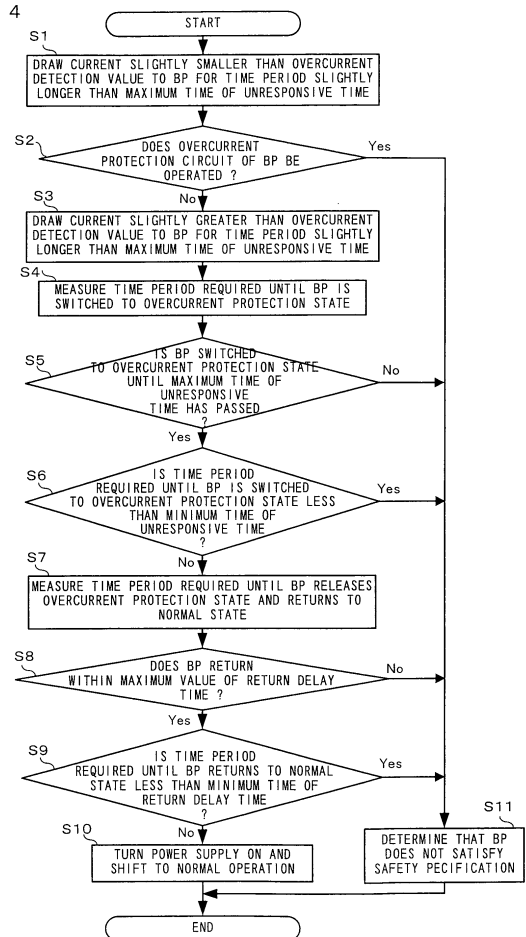 4
START
S1
DRAW CURRENT SLIGHTLY SMALLER THAN OVERCURRENT
DETECTION VALUE TO BP FOR TIME PERIOD SLIGHTLY
LONGER THAN MAXIMUM TIME OF UNRESPONSIVE TIME
S2
DOES OVERCURRENT
PROTECTION CIRCUIT OF BP BE
OPERATED ?
Yes
No
S3
DRAW CURRENT SLIGHTLY GREATER THAN OVERCURRENT
DETECTION VALUE TO BP FOR TIME PERIOD SLIGHTLY
LONGER THAN MAXIMUM TIME OF UNRESPONSIVE TIME
S4
MEASURE TIME PERIOD REQUIRED UNTIL BP IS
SWITCHED TO OVERCURRENT PROTECTION STATE
S5
IS BP SWITCHED
TO OVERCURRENT PROTECTION STATE
UNTIL MAXIMUM TIME OF
UNRESPONSIVE
TIME HAS PASSED
?
No
Yes
S6
IS TIME PERIOD
REQUIRED UNTIL BP IS SWITCHED
TO OVERCURRENT PROTECTION STATE LESS
THAN MINIMUM TIME OF
UNRESPONSIVE TIME
?
Yes
No
S7
MEASURE TIME PERIOD REQUIRED UNTIL BP RELEASES
OVERCURRENT PROTECTION STATE AND RETURNS TO
NORMAL STATE
S8
DOES BP RETURN
WITHIN MAXIMUM VALUE OF RETURN DELAY
TIME ?
No
Yes
S9
IS TIME PERIOD
REQUIRED UNTIL BP RETURNS TO NORMAL
STATE LESS THAN MINIMUM TIME OF
RETURN DELAY TIME
?
Yes
No
S10
TURN POWER SUPPLY ON AND
SHIFT TO NORMAL OPERATION
S11
DETERMINE THAT BP
DOES NOT SATISFY
SAFETY PECIFICATION
END